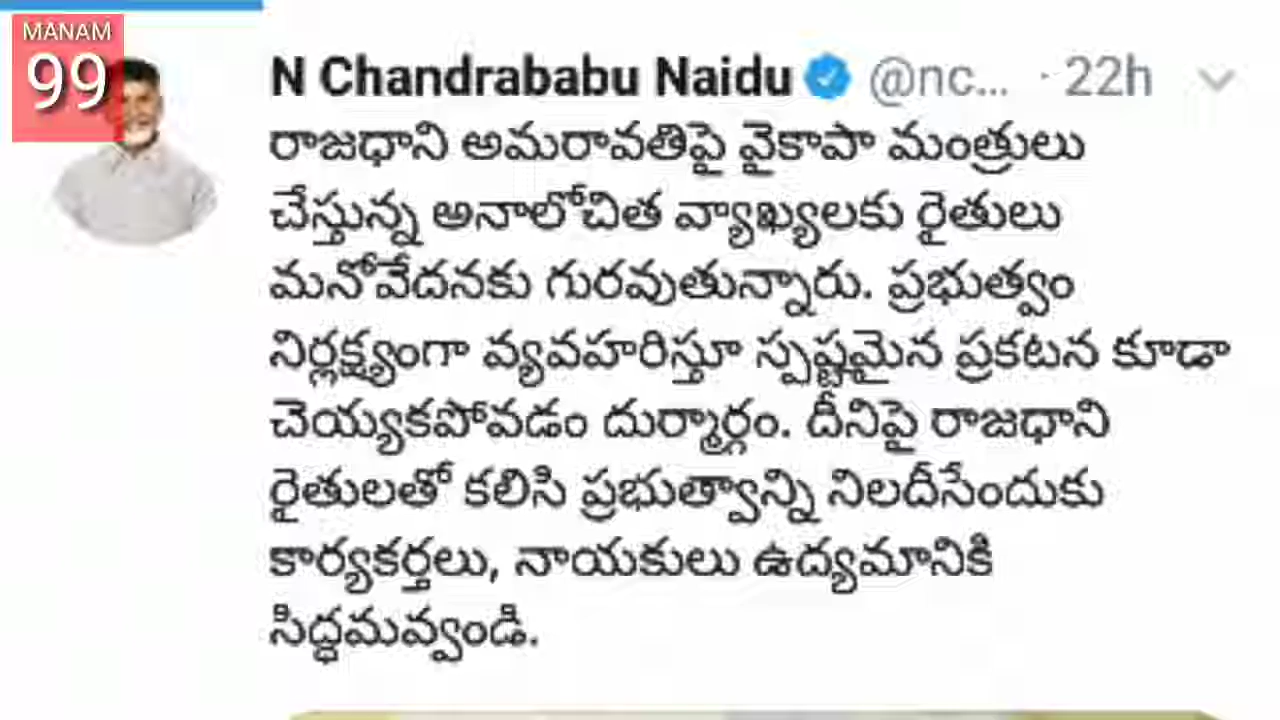 MANAM
99
N Chandrababu Naidu @nc... · 22h
రాజధాని అమరావతిపై వైకాపా మంత్రులు
చేస్తున్న అనాలోచిత వ్యాఖ్యలకు రైతులు
మనోవేదనకు గురవుతున్నారు. ప్రభుత్వం
నిర్లక్ష్యంగా వ్యవహరిస్తూ స్పష్టమైన ప్రకటన కూడా
చెయ్యకపోవడం దుర్మార్గం. దీనిపై రాజధాని
రైతులతో కలిసి ప్రభుత్వాన్ని నిలదీసేందుకు
కార్యకర్తలు, నాయకులు ఉద్యమానికి
సిద్ధమవ్వండి.